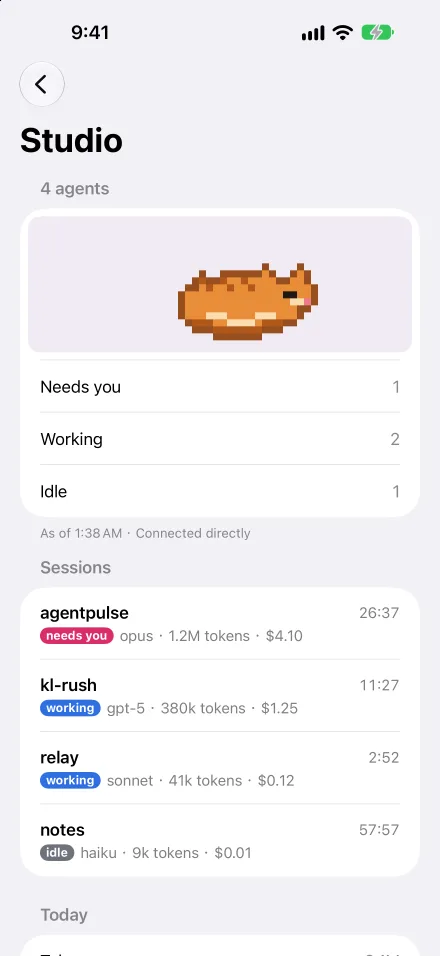 9:41
Studio
4 agents
Needs you 1
Working 2
Idle 1
As of 1:38 AM · Connected directly
Sessions
agentpulse 26:37
needs you opus · 1.2M tokens · $4.10
kl-rush 11:27
working gpt-5 · 380k tokens · $1.25
relay 2:52
working sonnet · 41k tokens · $0.12
notes 57:57
idle haiku · 9k tokens · $0.01
Today